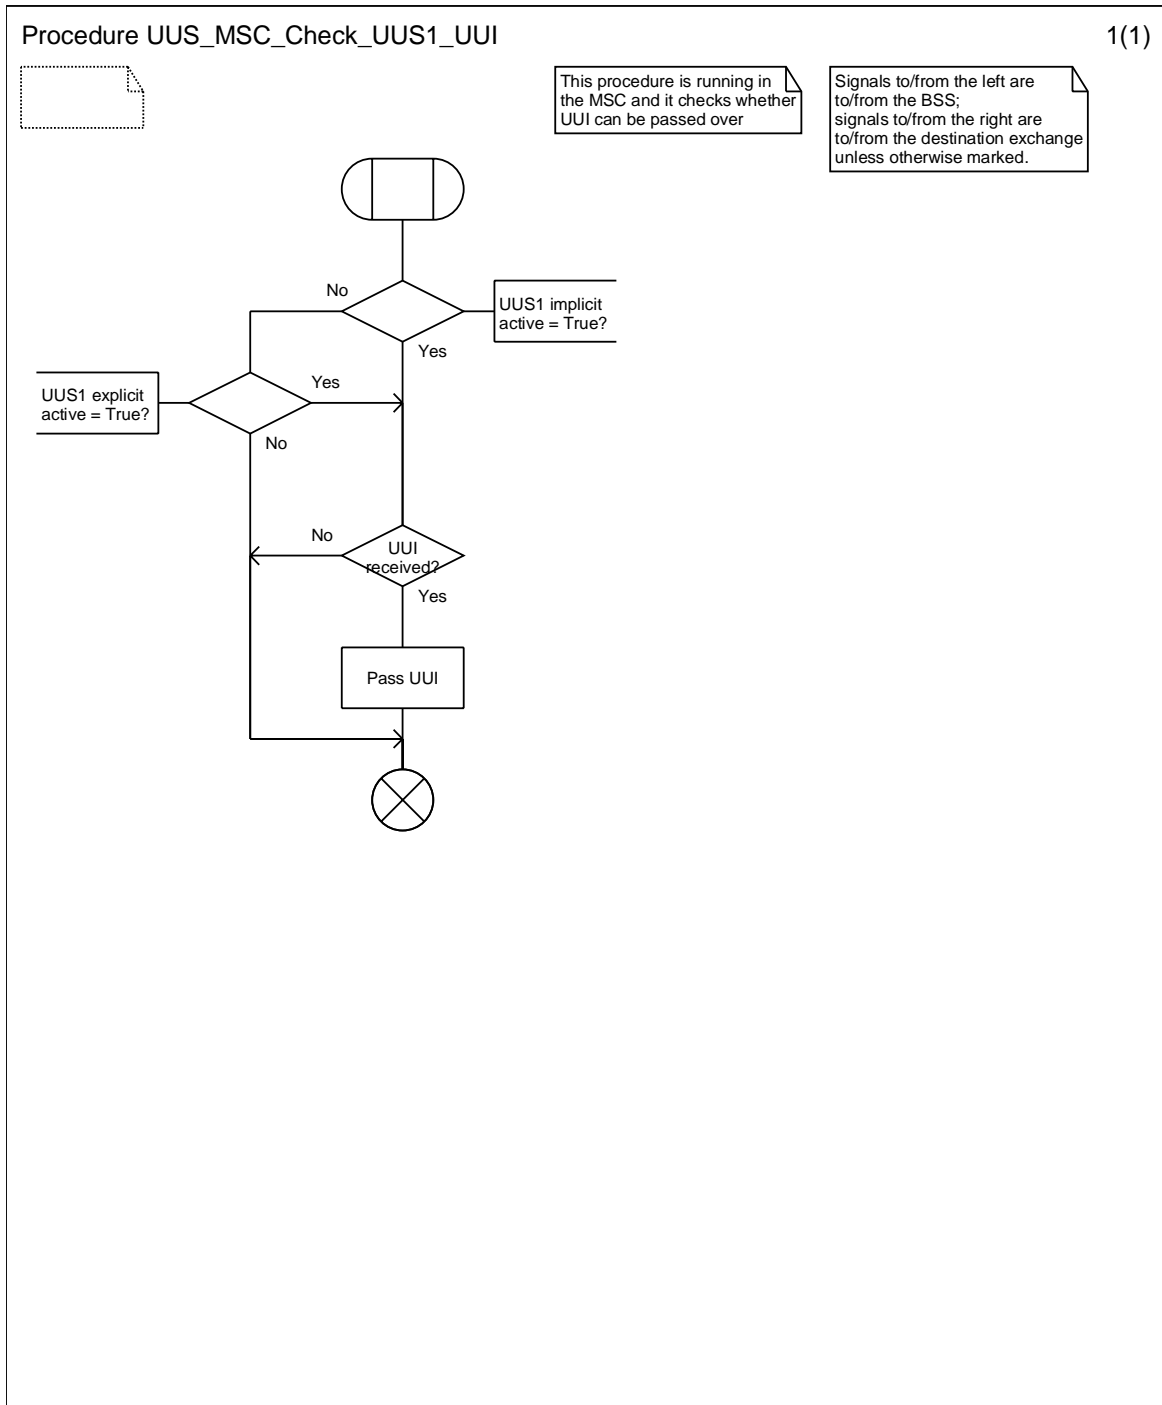 Procedure UUS_MSC_Check_UUS1_UUI
1(1)
This procedure is running in
the MSC and it checks whether
UUI can be passed over
Signals to/from the left are
to/from the BSS;
signals to/from the right are
to/from the destination exchange
unless otherwise marked.
No
UUS1 implicit
active = True?
Yes
UUS1 explicit
active = True?
Yes
No
No
UUI
received?
Yes
Pass UUI